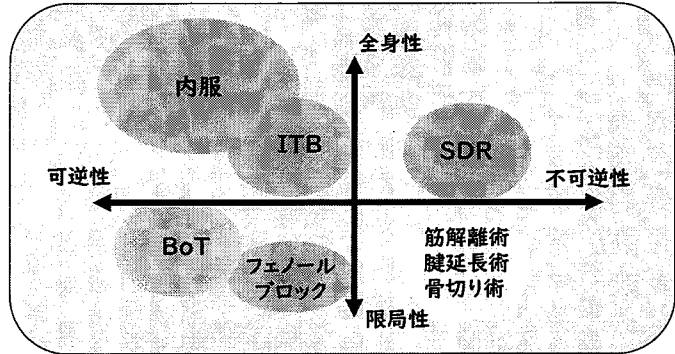 全身性
内服
ITB
SDR
可逆性
不可逆性
BoT
フェノール
ブロック
筋解離術
腱延長術
骨切り術
限局性